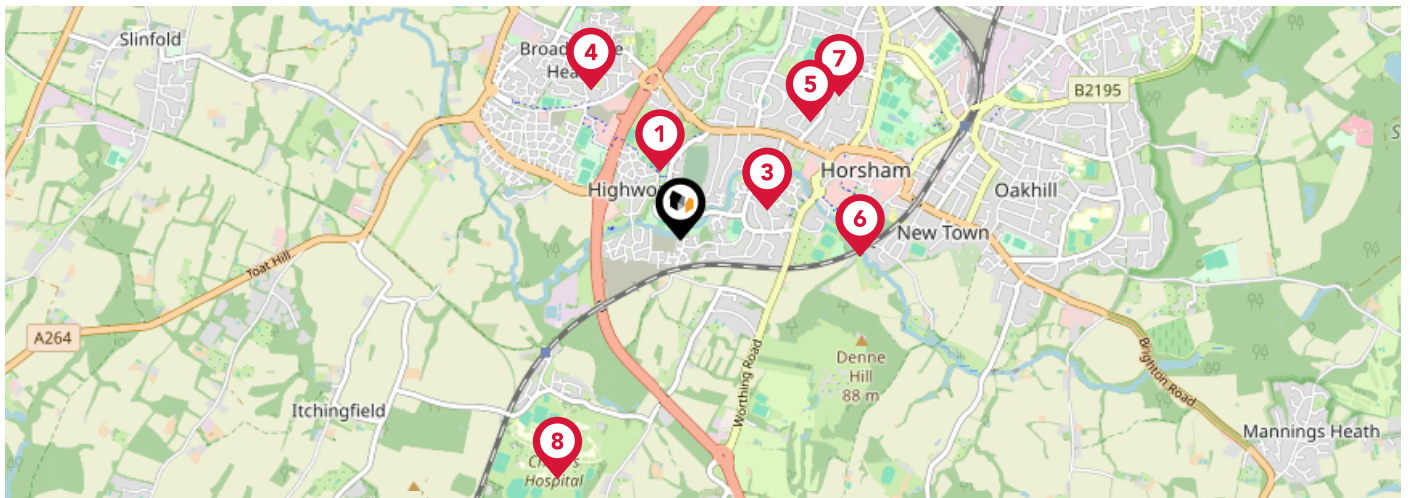 Slinfold
4
7
5
B2195
1
3
Horsham
Oakhill
6
New Town
Toat Hill
A264
Denne
Hill
88 m
Worthing Road
Brighton Road
Itchingfield
Mannings Heath
8
Hospital